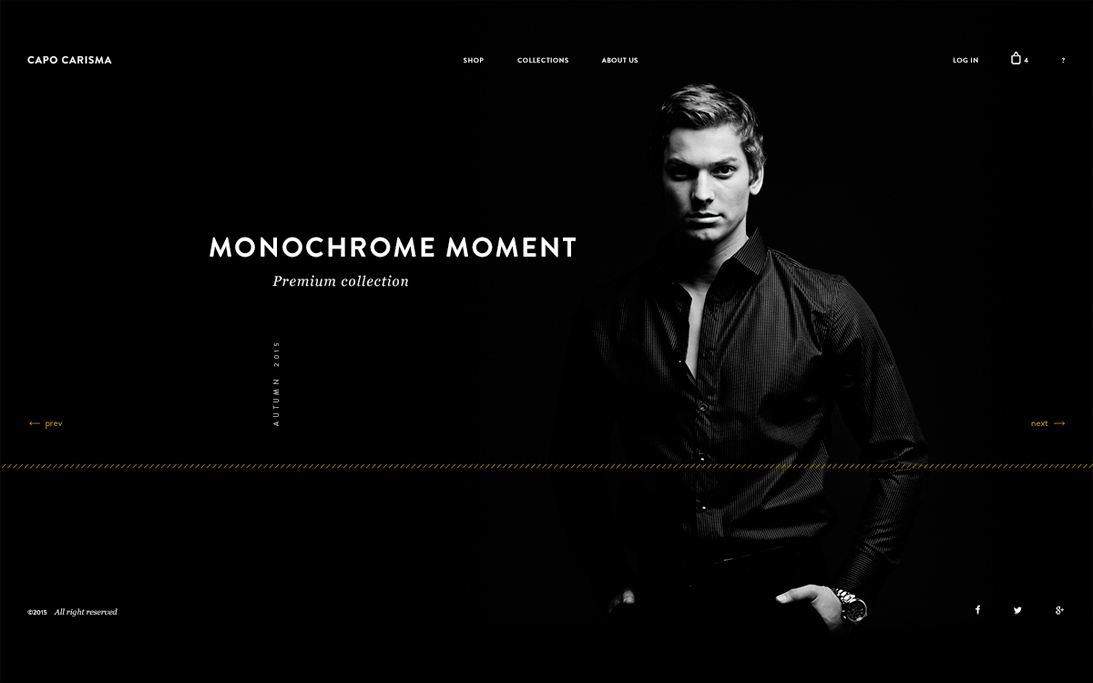 CAPO CARISMA
SHOP COLLECTIONS ABOUT US
LOG IN 4 ?
MONOCHROME MOMENT
Premium collection
AUTUMN 2015
← prev
next →
©2015 All right reserved
f g+